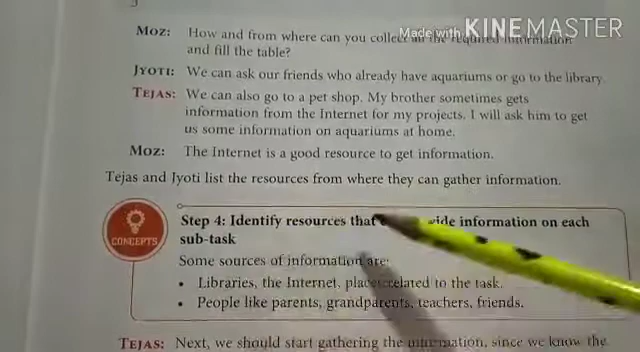 3
Made with KINEMASTER
MOZ: How and from where can you collect all the required information
and fill the table?
JYOTI: We can ask our friends who already have aquariums or go to the library.
TEJAS: We can also go to a pet shop. My brother sometimes gets
information from the Internet for my projects. I will ask him to get
us some information on aquariums at home.
MOZ: The Internet is a good resource to get information.
Tejas and Jyoti list the resources from where they can gather information.
CONCEPTS
Step 4: Identify resources that information on each
sub-task
Some sources of information are:
• Libraries, the Internet, places related to the task.
• People like parents, grandparents, teachers, friends.
TEJAS: Next, we should start gathering the information, since we know the